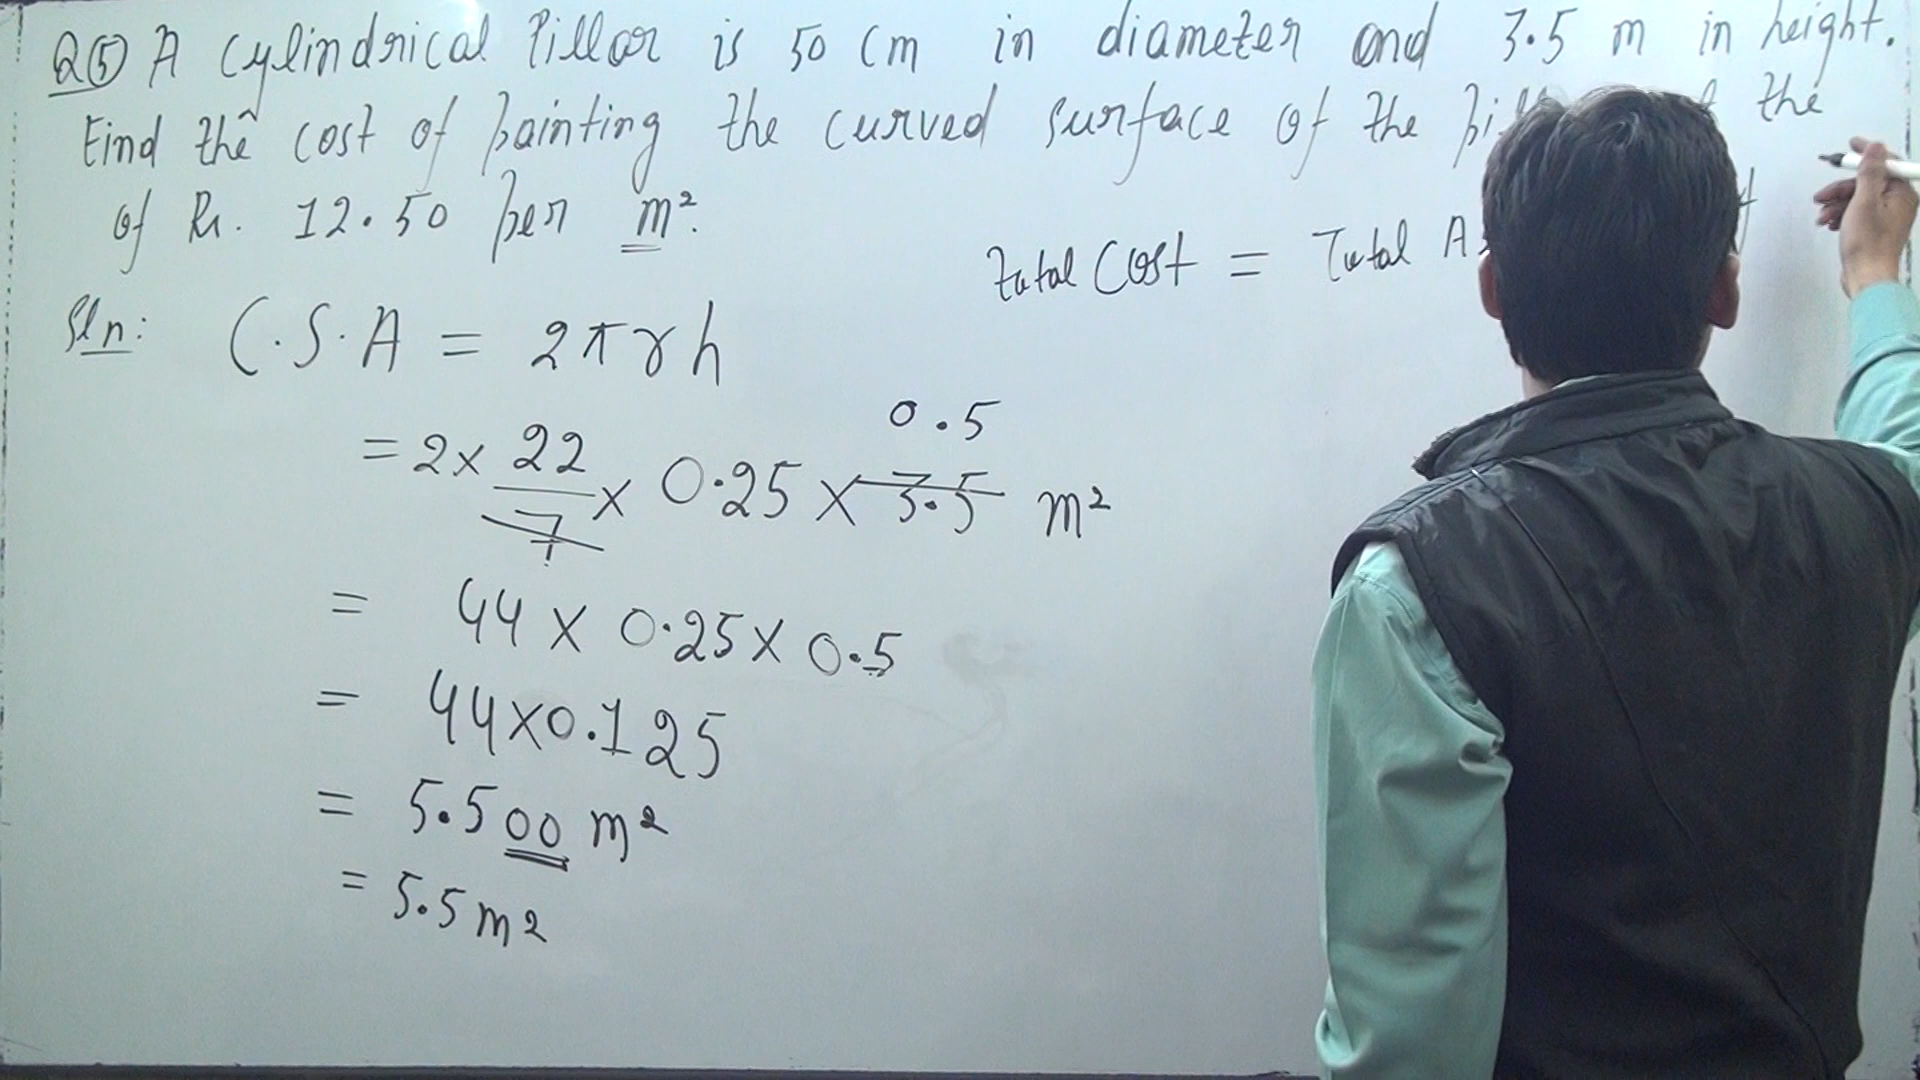 Q(5) A Cylindrical Pillar is 50 cm in diameter and 3.5 m in height.
Find the cost of painting the curved surface of the the
of Rs. 12.50 per m².
Total Cost = Total
Sln: C.S.A = 2πrh
0.5
= 2 × 22/7 × 0.25 × 3.5 m²
= 44 × 0.25 × 0.5
= 44×0.125
= 5.500 m²
= 5.5 m²